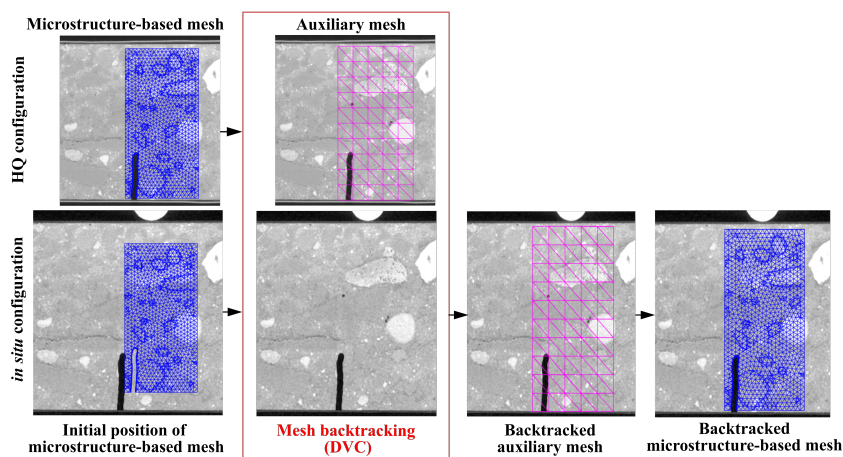 Microstructure-based mesh
Auxiliary mesh
HQ configuration
in situ configuration
Initial position of
microstructure-based mesh
Mesh backtracking
(DVC)
Backtracked
auxiliary mesh
Backtracked
microstructure-based mesh